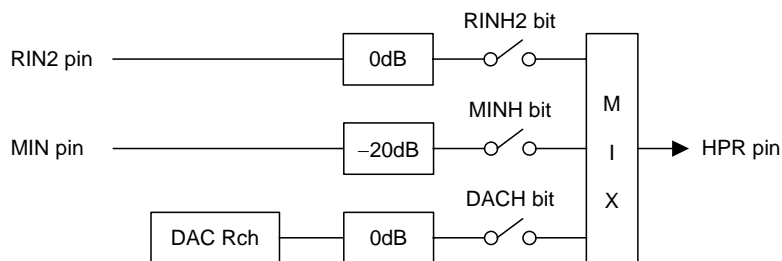 RINH2 bit
RIN2 pin
0dB
MINH bit
MIN pin
−20dB
M
I
X
HPR pin
DACH bit
DAC Rch
0dB